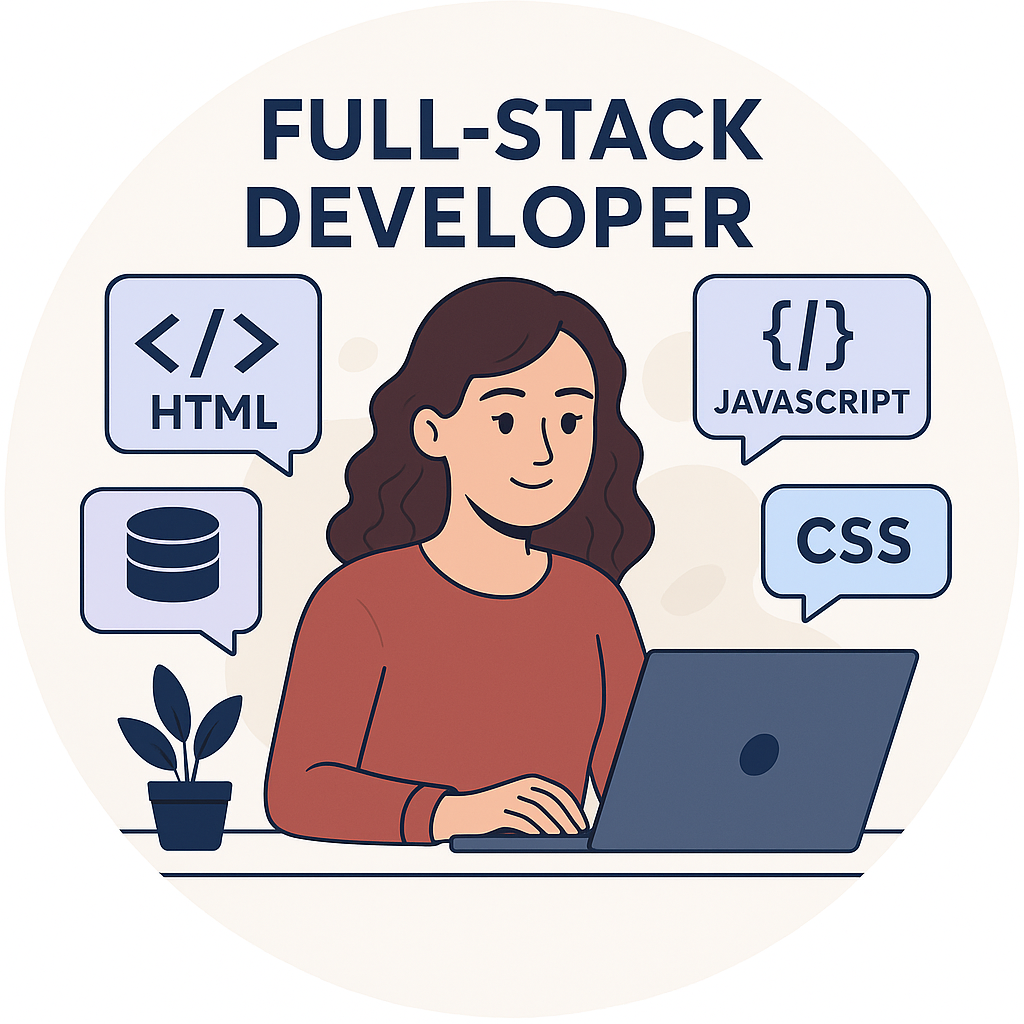 FULL-STACK
DEVELOPER
</>
HTML
{/}
JAVASCRIPT
CSS